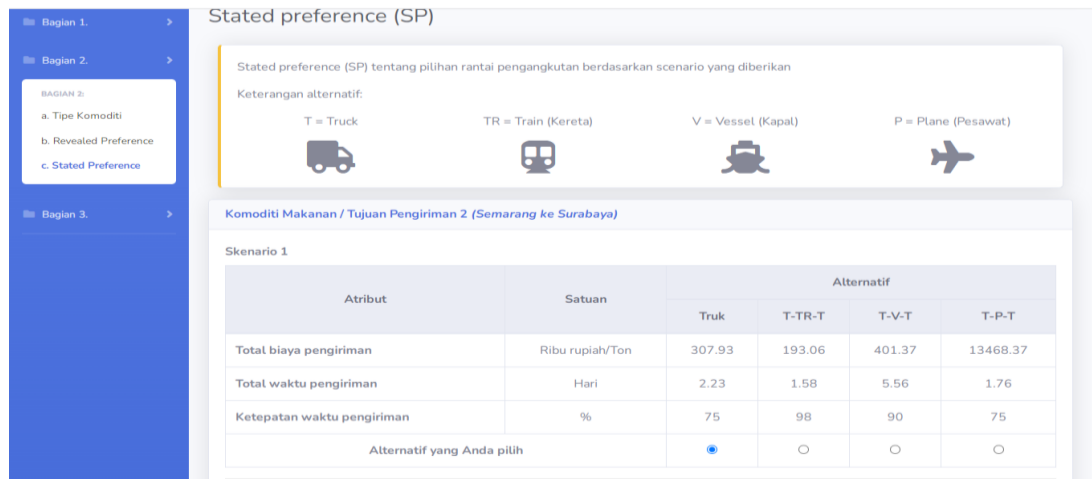 Bagian 1.
Bagian 2.
BAGIAN 2:
a. Tipe Komoditi
b. Revealed Preference
c. Stated Preference
Bagian 3.
Stated preference (SP)
Stated preference (SP) tentang pilihan rantai pengangkutan berdasarkan scenario yang diberikan
Keterangan alternatif:
T = Truck TR = Train (Kereta) V = Vessel (Kapal) P = Plane (Pesawat)
Komoditi Makanan / Tujuan Pengiriman 2 (Semarang ke Surabaya)
Skenario 1
Atribut Satuan Alternatif
Truk T-TR-T T-V-T T-P-T
Total biaya pengiriman Ribu rupiah/Ton 307.93 193.06 401.37 13468.37
Total waktu pengiriman Hari 2.23 1.58 5.56 1.76
Ketepatan waktu pengiriman % 75 98 90 75
Alternatif yang Anda pilih